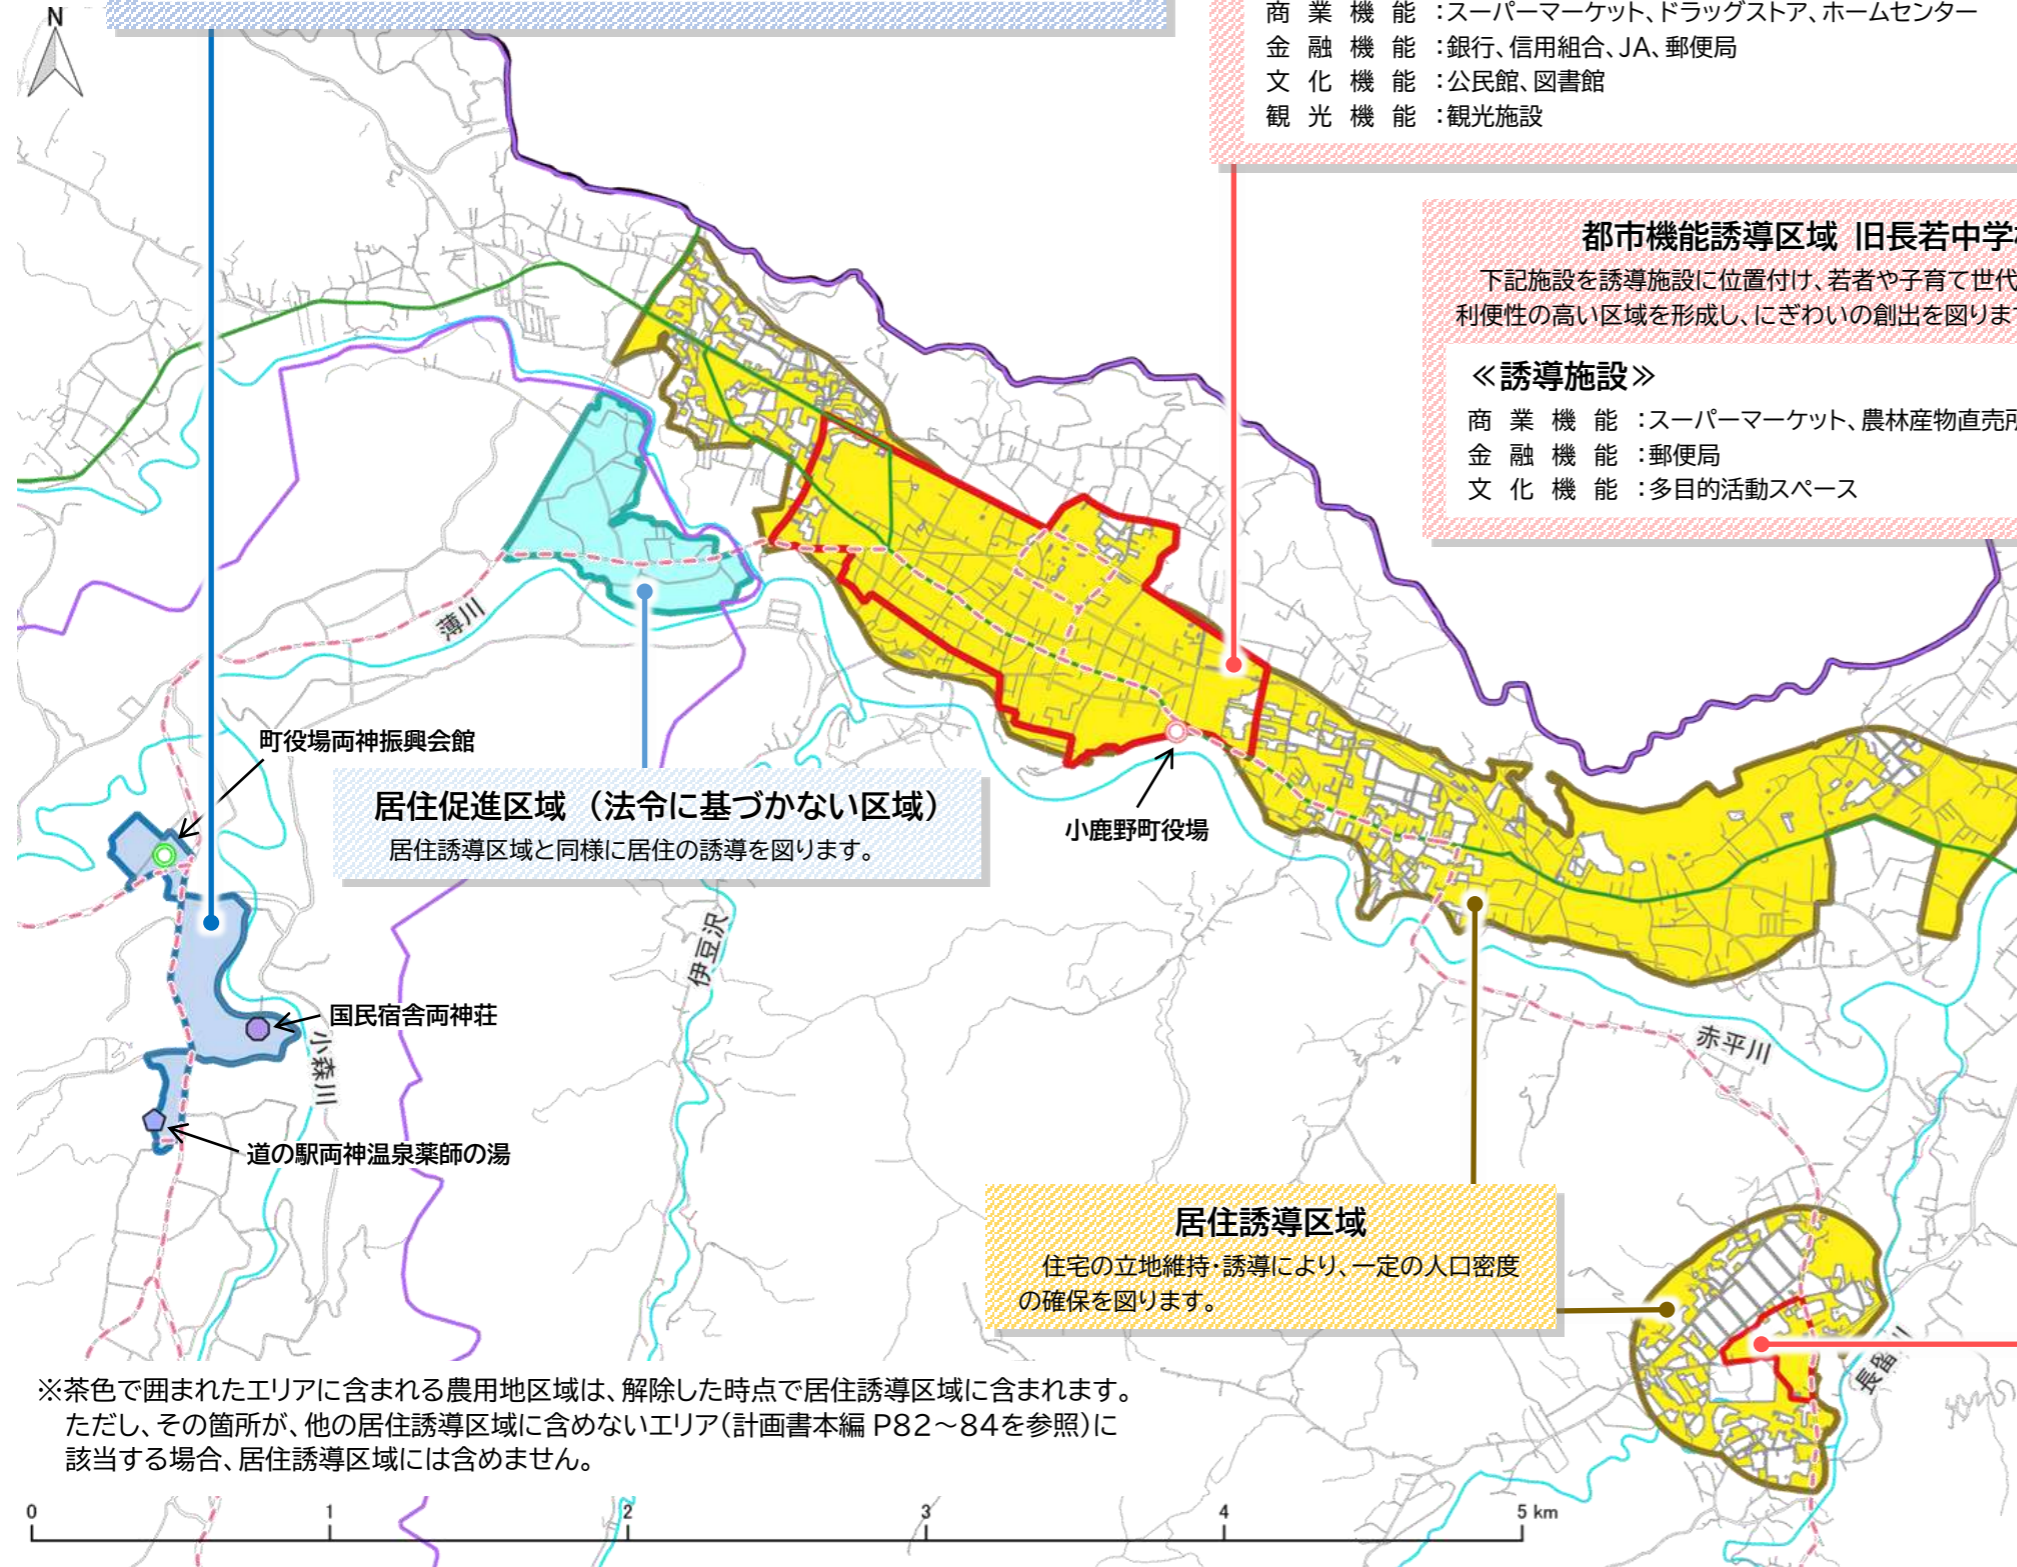 N
商業機能：スーパーマーケット、ドラッグストア、ホームセンター
金融機能：銀行、信用組合、JA、郵便局
文化機能：公民館、図書館
観光機能：観光施設
都市機能誘導区域 旧長若中学
下記施設を誘導施設に位置付け、若者や子育て世代
利便性の高い区域を形成し、にぎわいの創出を図りま
≪誘導施設≫
商業機能：スーパーマーケット、農林産物直売所
金融機能：郵便局
文化機能：多目的活動スペース
薄川
町役場両神振興会館
居住促進区域（法令に基づかない区域）
居住誘導区域と同様に居住の誘導を図ります。
小鹿野町役場
伊豆沢
国民宿舎両神荘
小森川
赤平川
道の駅両神温泉薬師の湯
居住誘導区域
住宅の立地維持・誘導により、一定の人口密度
の確保を図ります。
長留
※茶色で囲まれたエリアに含まれる農用地区域は、解除した時点で居住誘導区域に含まれます。
ただし、その箇所が、他の居住誘導区域に含めないエリア（計画書本編 P82～84を参照）に
該当する場合、居住誘導区域には含めません。
0 1 2 3 4 5 km